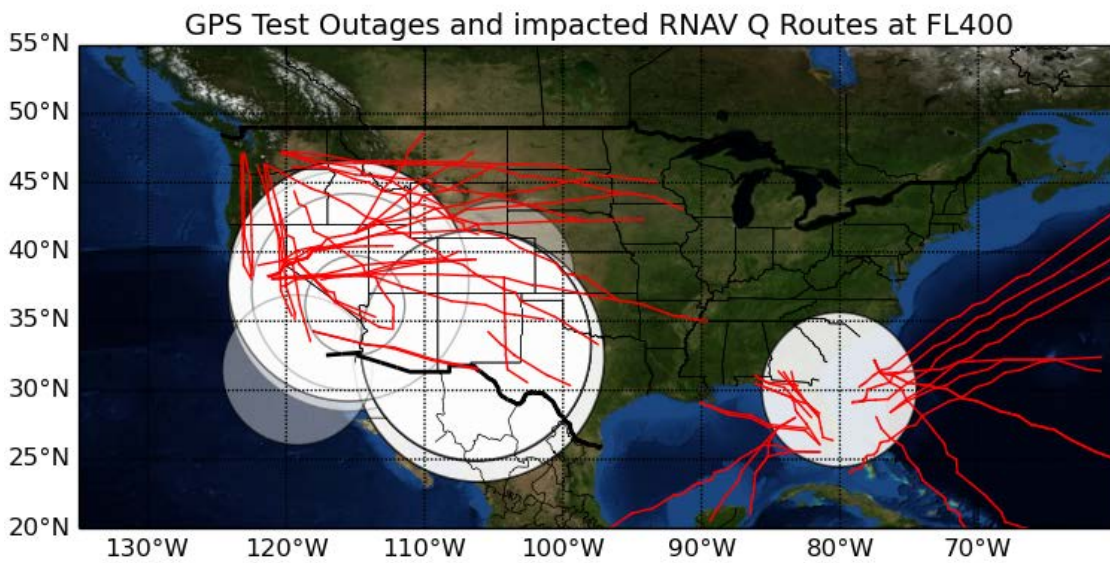 GPS Test Outages and impacted RNAV Q Routes at FL400
55°N
50°N
45°N
40°N
35°N
30°N
25°N
20°N
130°W 120°W 110°W 100°W 90°W 80°W 70°W